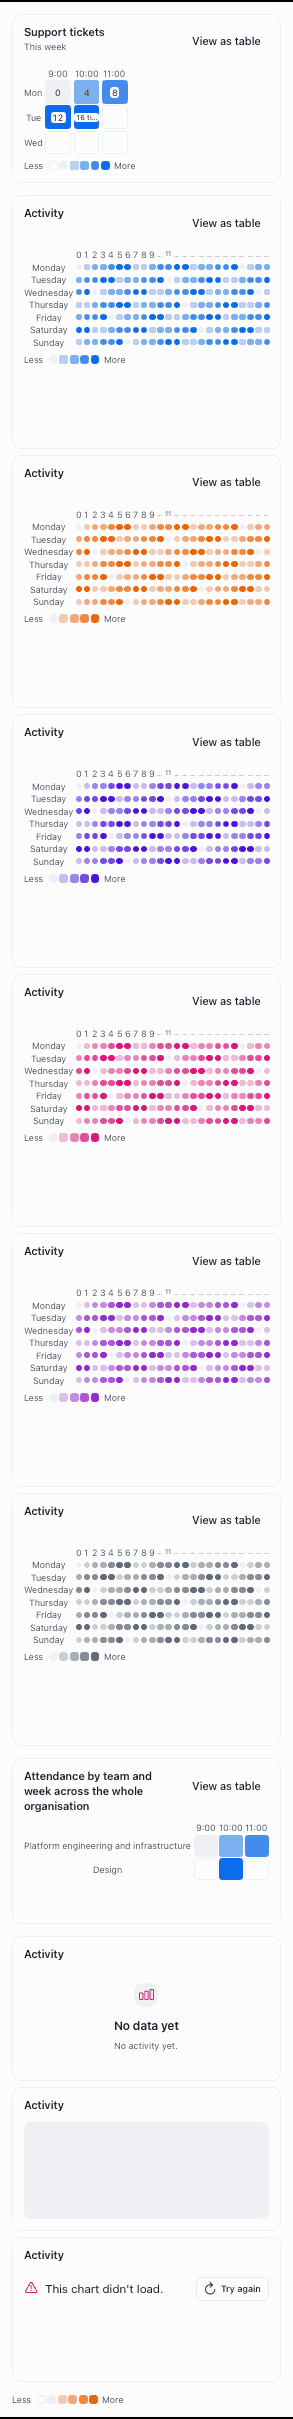 Support tickets
View as table
This week
9:00 10:00 11:00
Mon 0 4 8
Tue 12 16 ti...
Wed
Less More
Activity
View as table
0 1 2 3 4 5 6 7 8 9 ... 11 ... ... ... ... ... ... ... ... ... ... ... ...
Monday
Tuesday
Wednesday
Thursday
Friday
Saturday
Sunday
Less More
Activity
View as table
0 1 2 3 4 5 6 7 8 9 ... 11 ... ... ... ... ... ... ... ... ... ... ... ...
Monday
Tuesday
Wednesday
Thursday
Friday
Saturday
Sunday
Less More
Activity
View as table
0 1 2 3 4 5 6 7 8 9 ... 11 ... ... ... ... ... ... ... ... ... ... ... ...
Monday
Tuesday
Wednesday
Thursday
Friday
Saturday
Sunday
Less More
Activity
View as table
0 1 2 3 4 5 6 7 8 9 ... 11 ... ... ... ... ... ... ... ... ... ... ... ...
Monday
Tuesday
Wednesday
Thursday
Friday
Saturday
Sunday
Less More
Activity
View as table
0 1 2 3 4 5 6 7 8 9 ... 11 ... ... ... ... ... ... ... ... ... ... ... ...
Monday
Tuesday
Wednesday
Thursday
Friday
Saturday
Sunday
Less More
Activity
View as table
0 1 2 3 4 5 6 7 8 9 ... 11 ... ... ... ... ... ... ... ... ... ... ... ...
Monday
Tuesday
Wednesday
Thursday
Friday
Saturday
Sunday
Less More
Attendance by team and
week across the whole
organisation
View as table
9:00 10:00 11:00
Platform engineering and infrastructure
Design
Activity
No data yet
No activity yet.
Activity
Activity
This chart didn't load.
Try again
Less More